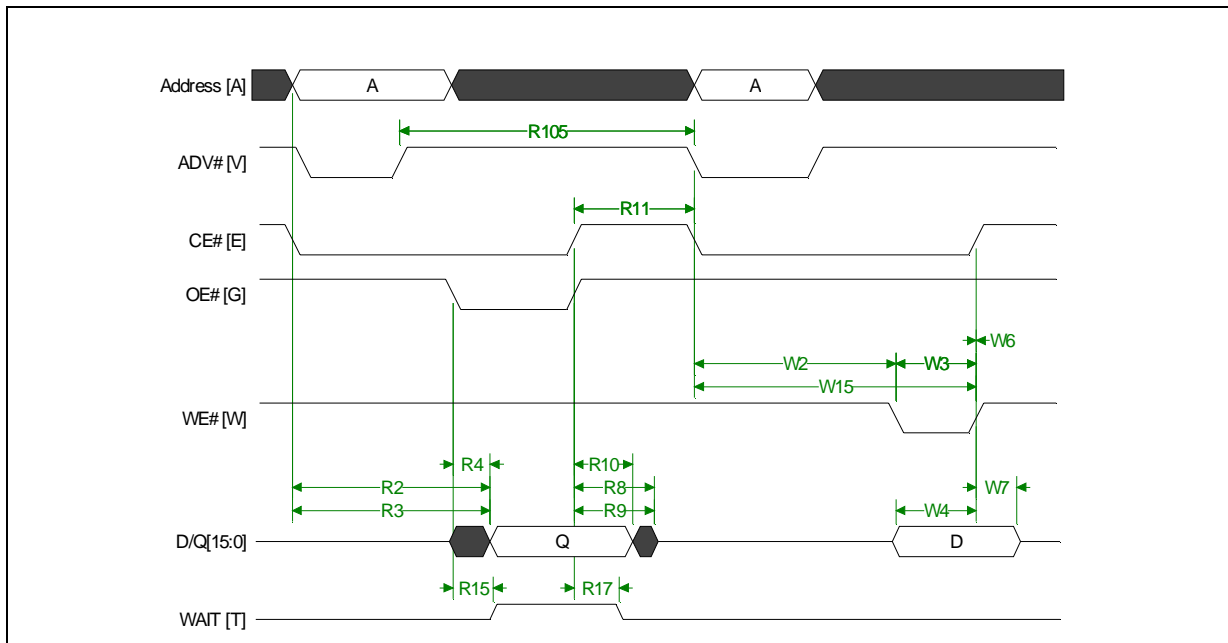 Address [A] A A
R105
ADV# [V]
R11
CE# [E]
OE# [G]
W6
W2 W3
W15
WE# [W]
R4 R10
R2 R8 W7
R3 R9 W4
D/Q[15:0] Q D
R15 R17
WAIT [T]